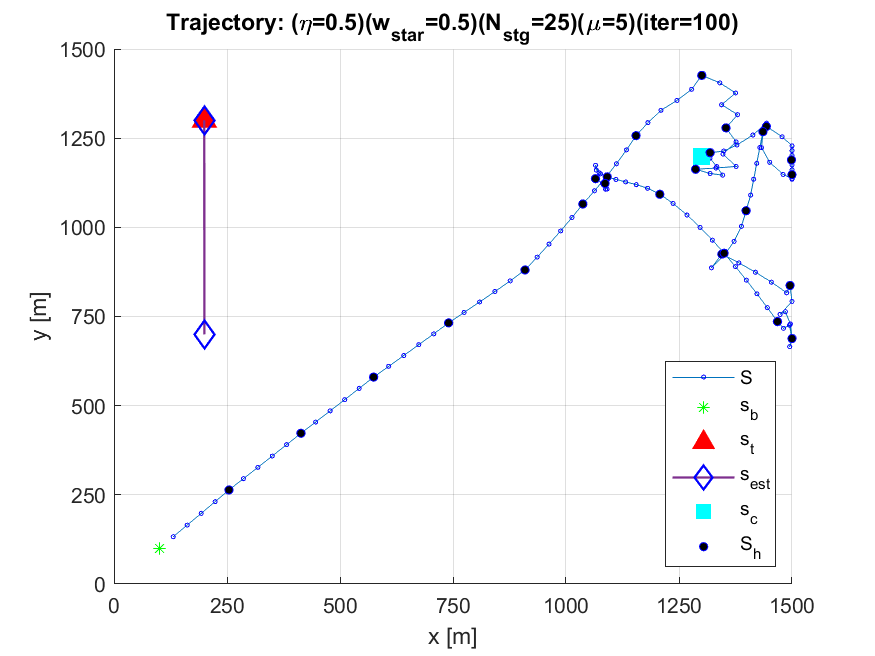 Trajectory: (η=0.5)(w_star=0.5)(N_stg=25)(μ=5)(iter=100)
1500
1250
1000
750
500
250
0
y [m]
0 250 500 750 1000 1250 1500
x [m]
S
s_b
s_t
s_est
s_c
S_h